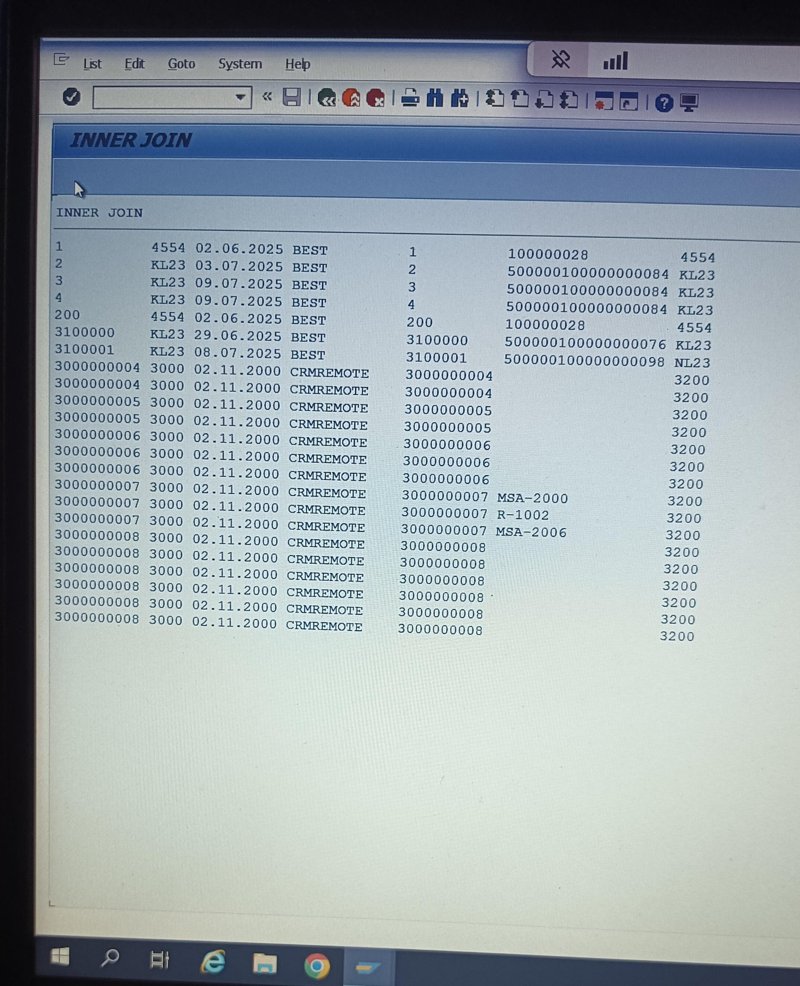 List Edit Goto System Help
INNER JOIN
INNER JOIN
1 4554 02.06.2025 BEST 1 100000028 4554
2 KL23 03.07.2025 BEST 2 500000100000000084 KL23
3 KL23 09.07.2025 BEST 3 500000100000000084 KL23
4 KL23 09.07.2025 BEST 4 500000100000000084 KL23
200 4554 02.06.2025 BEST 200 100000028 4554
3100000 KL23 29.06.2025 BEST 3100000 500000100000000076 KL23
3100001 KL23 08.07.2025 BEST 3100001 500000100000000098 NL23
3000000004 3000 02.11.2000 CRMREMOTE 3000000004 3200
3000000004 3000 02.11.2000 CRMREMOTE 3000000004 3200
3000000005 3000 02.11.2000 CRMREMOTE 3000000005 3200
3000000005 3000 02.11.2000 CRMREMOTE 3000000005 3200
3000000006 3000 02.11.2000 CRMREMOTE 3000000006 3200
3000000006 3000 02.11.2000 CRMREMOTE 3000000006 3200
3000000006 3000 02.11.2000 CRMREMOTE 3000000006 3200
3000000007 3000 02.11.2000 CRMREMOTE 3000000007 MSA-2000 3200
3000000007 3000 02.11.2000 CRMREMOTE 3000000007 R-1002 3200
3000000007 3000 02.11.2000 CRMREMOTE 3000000007 MSA-2006 3200
3000000008 3000 02.11.2000 CRMREMOTE 3000000008 3200
3000000008 3000 02.11.2000 CRMREMOTE 3000000008 3200
3000000008 3000 02.11.2000 CRMREMOTE 3000000008 3200
3000000008 3000 02.11.2000 CRMREMOTE 3000000008 3200
3000000008 3000 02.11.2000 CRMREMOTE 3000000008 3200
3000000008 3000 02.11.2000 CRMREMOTE 3000000008 3200